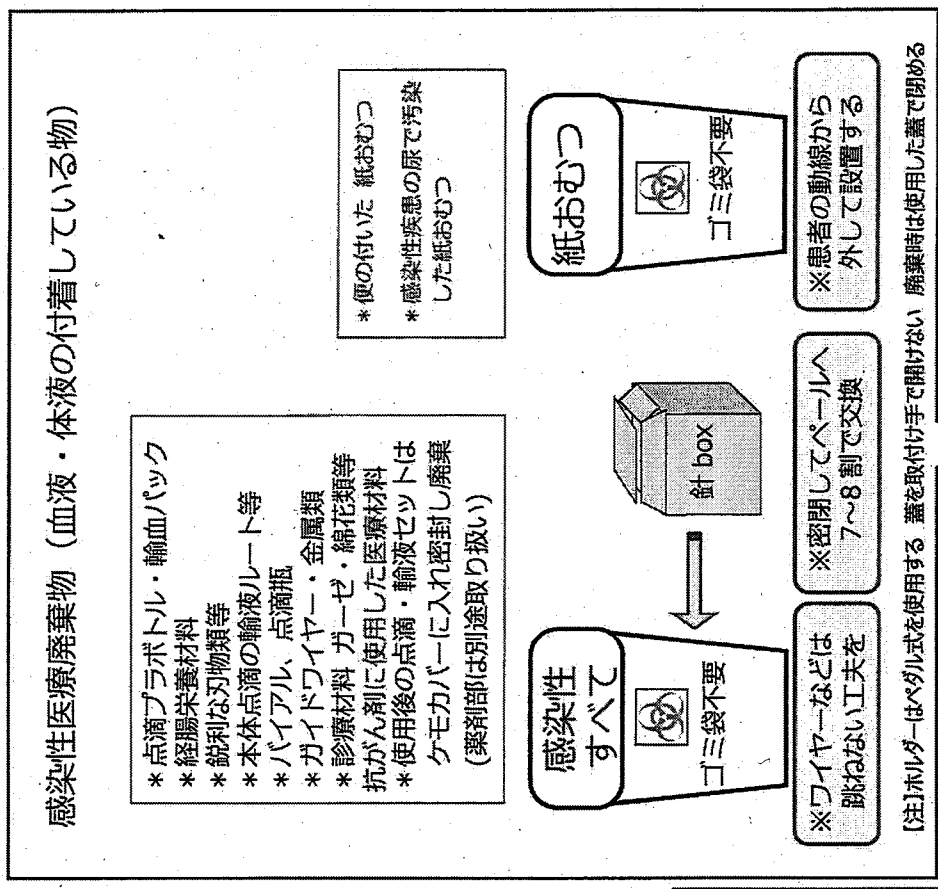 感染性医療廃棄物（血液・体液の付着している物）
＊点滴プラボトル・輸血パック
＊経腸栄養材料
＊鋭利な刃物類等
＊本体点滴の輸液ルート等
＊バイアル、点滴瓶
＊ガイドワイヤー・金属類
＊診療材料 ガーゼ・綿花類等
抗がん剤に使用した医療材料
＊使用後の点滴・輸液セットは
ケモカバーに入れ密封し廃棄
(薬剤部は別途取り扱い)
＊便の付いた 紙おむつ
＊感染性疾患の尿で汚染
した紙おむつ
感染性
すべて
ゴミ袋不要
針 box
紙おむつ
ゴミ袋不要
※ワイヤーなどは
跳ねない工夫を
※密閉してペールへ
7～8割で交換
※患者の動線から
外して設置する
【注】ホルダーはペダル式を使用する 蓋を取付け手で開けない 廃棄時は使用した蓋で閉める